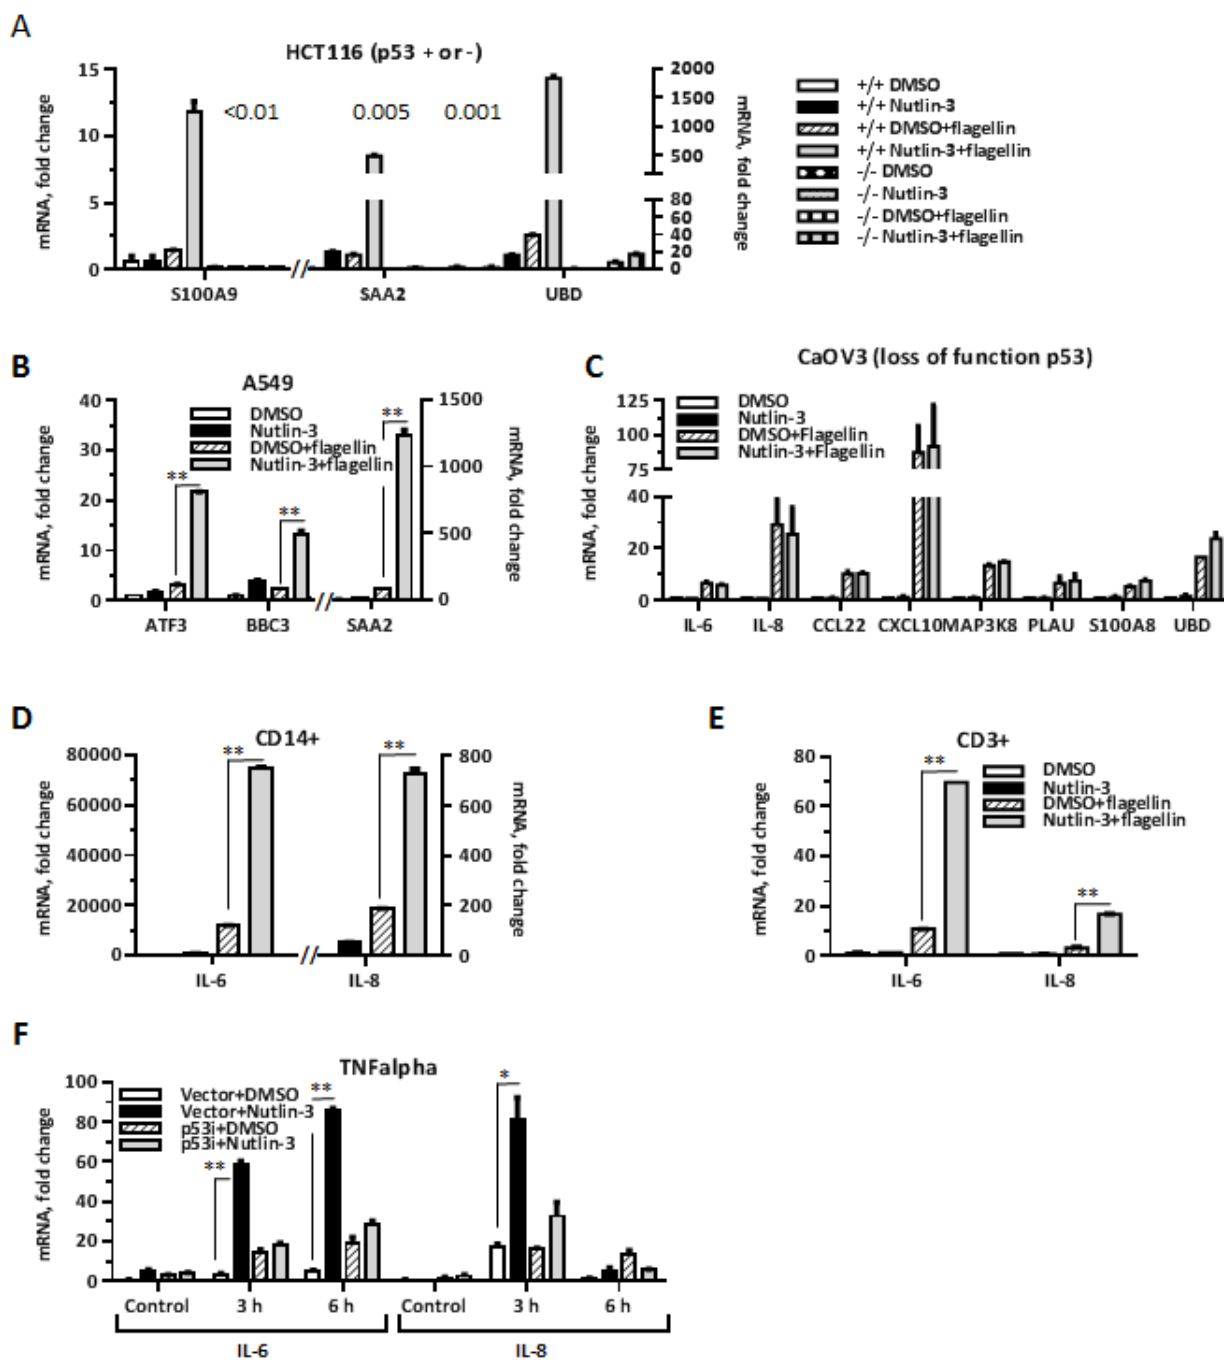 A
HCT116 (p53 + or -)
mRNA, fold change
15
10
5
0
<0.01
0.005
0.001
2000
1500
1000
500
80
40
20
0
mRNA, fold change
S100A9
//
SAA2
UBD
+/+ DMSO
+/+ Nutlin-3
+/+ DMSO+flagellin
+/+ Nutlin-3+flagellin
-/- DMSO
-/- Nutlin-3
-/- DMSO+flagellin
-/- Nutlin-3+flagellin
B
A549
mRNA, fold change
40
30
20
10
0
DMSO
Nutlin-3
DMSO+flagellin
Nutlin-3+flagellin
**
**
**
1500
1000
500
0
mRNA, fold change
ATF3
BBC3
//
SAA2
C
CaOV3 (loss of function p53)
mRNA, fold change
125
100
75
40
20
0
DMSO
Nutlin-3
DMSO+Flagellin
Nutlin-3+Flagellin
IL-6
IL-8
CCL22
CXCL10
MAP3K8
PLAU
S100A8
UBD
D
CD14+
mRNA, fold change
80000
60000
40000
20000
0
**
**
800
600
400
200
0
mRNA, fold change
IL-6
//
IL-8
E
CD3+
mRNA, fold change
80
60
40
20
0
**
**
DMSO
Nutlin-3
DMSO+flagellin
Nutlin-3+flagellin
IL-6
IL-8
F
TNFalpha
mRNA, fold change
100
80
60
40
20
0
Vector+DMSO
Vector+Nutlin-3
p53i+DMSO
p53i+Nutlin-3
**
**
*
Control
3 h
6 h
Control
3 h
6 h
IL-6
IL-8